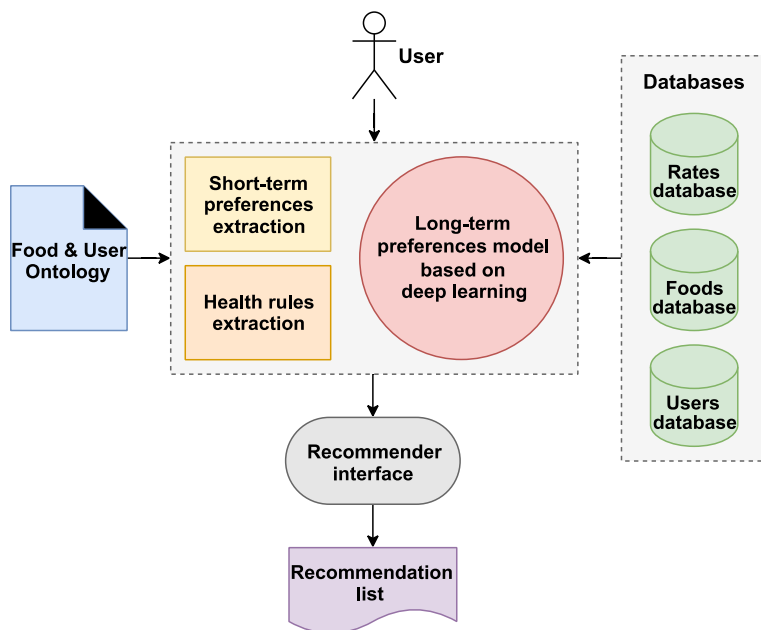 User
Databases
Rates
database
Foods
database
Users
database
Food & User
Ontology
Short-term
preferences
extraction
Health rules
extraction
Long-term
preferences model
based on
deep learning
Recommender
interface
Recommendation
list